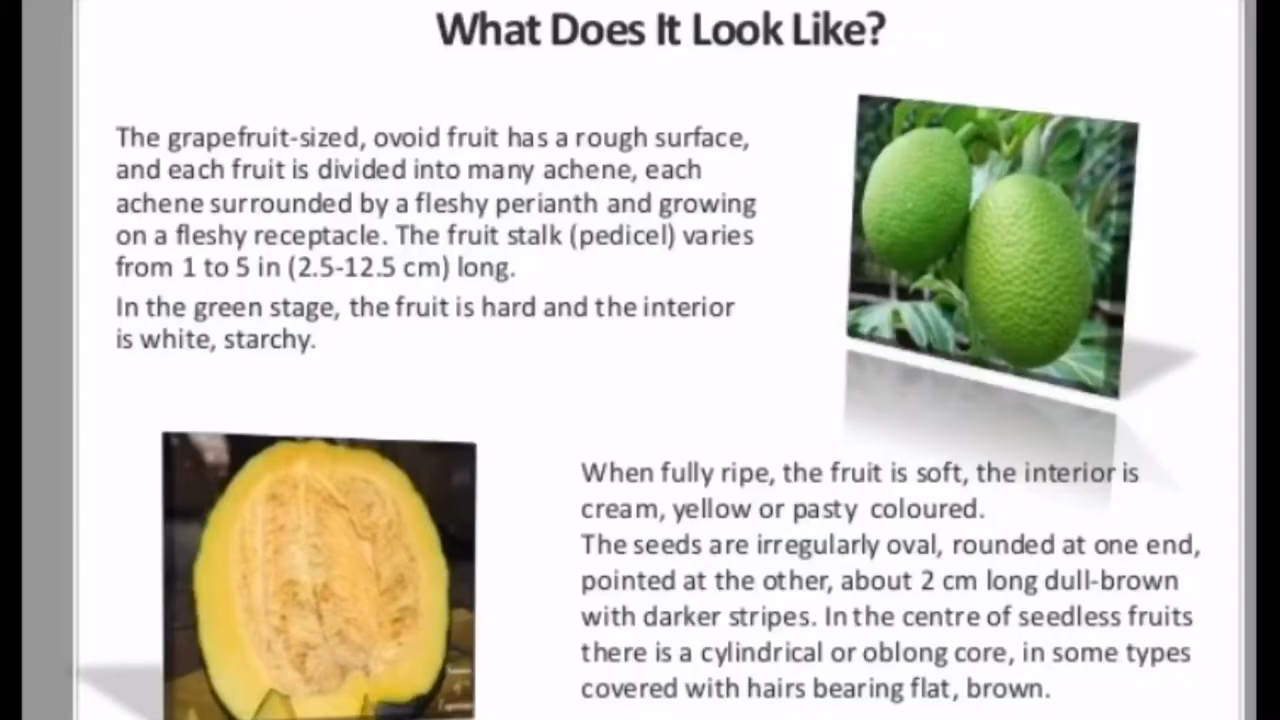 What Does It Look Like?
The grapefruit-sized, ovoid fruit has a rough surface,
and each fruit is divided into many achene, each
achene surrounded by a fleshy perianth and growing
on a fleshy receptacle. The fruit stalk (pedicel) varies
from 1 to 5 in (2.5-12.5 cm) long.
In the green stage, the fruit is hard and the interior
is white, starchy.
When fully ripe, the fruit is soft, the interior is
cream, yellow or pasty coloured.
The seeds are irregularly oval, rounded at one end,
pointed at the other, about 2 cm long dull-brown
with darker stripes. In the centre of seedless fruits
there is a cylindrical or oblong core, in some types
covered with hairs bearing flat, brown.